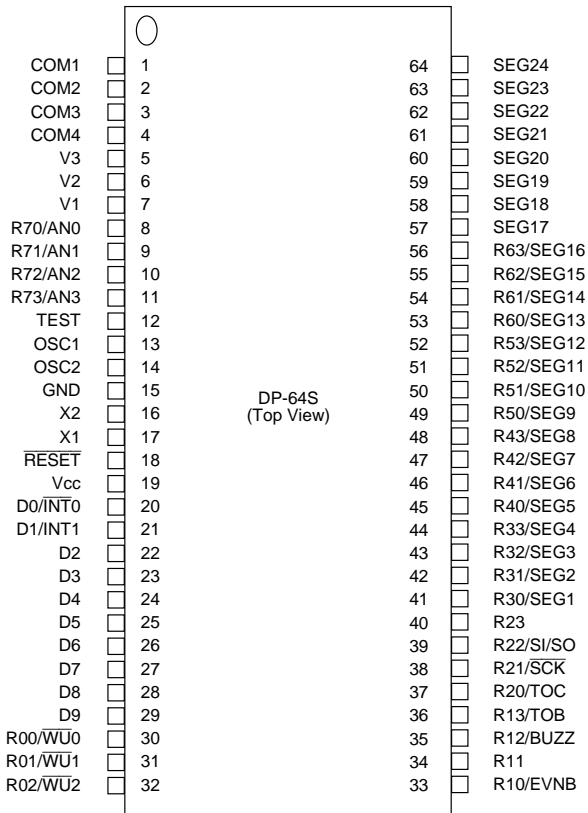 COM1 1 64 SEG24
COM2 2 63 SEG23
COM3 3 62 SEG22
COM4 4 61 SEG21
V3 5 60 SEG20
V2 6 59 SEG19
V1 7 58 SEG18
R70/AN0 8 57 SEG17
R71/AN1 9 56 R63/SEG16
R72/AN2 10 55 R62/SEG15
R73/AN3 11 54 R61/SEG14
TEST 12 53 R60/SEG13
OSC1 13 52 R53/SEG12
OSC2 14 51 R52/SEG11
GND 15 DP-64S 50 R51/SEG10
X2 16 (Top View) 49 R50/SEG9
X1 17 48 R43/SEG8
R̅E̅S̅E̅T̅ 18 47 R42/SEG7
Vcc 19 46 R41/SEG6
D0/I̅N̅T̅0 20 45 R40/SEG5
D1/INT1 21 44 R33/SEG4
D2 22 43 R32/SEG3
D3 23 42 R31/SEG2
D4 24 41 R30/SEG1
D5 25 40 R23
D6 26 39 R22/SI/SO
D7 27 38 R21/S̅C̅K̅
D8 28 37 R20/TOC
D9 29 36 R13/TOB
R00/W̅U̅0 30 35 R12/BUZZ
R01/W̅U̅1 31 34 R11
R02/W̅U̅2 32 33 R10/EVNB